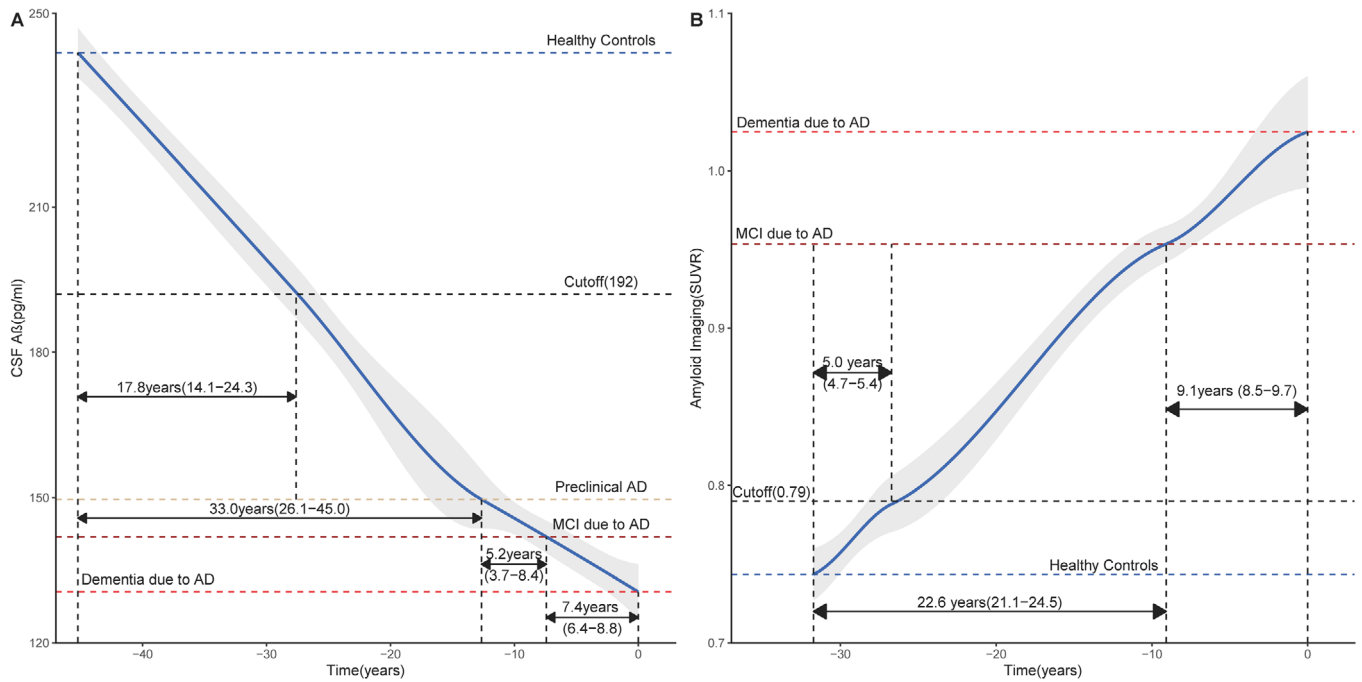 A
250
210
180
150
120
CSF Aß(pg/ml)
Healthy Controls
Cutoff(192)
17.8years(14.1−24.3)
Preclinical AD
33.0years(26.1−45.0)
MCI due to AD
5.2years
(3.7−8.4)
Dementia due to AD
7.4years
(6.4−8.8)
−40
−30
−20
−10
0
Time(years)
B
1.1
1.0
0.9
0.8
0.7
Amyloid Imaging(SUVR)
Dementia due to AD
MCI due to AD
5.0 years
(4.7−5.4)
9.1years (8.5−9.7)
Cutoff(0.79)
Healthy Controls
22.6 years(21.1−24.5)
−30
−20
−10
0
Time(years)